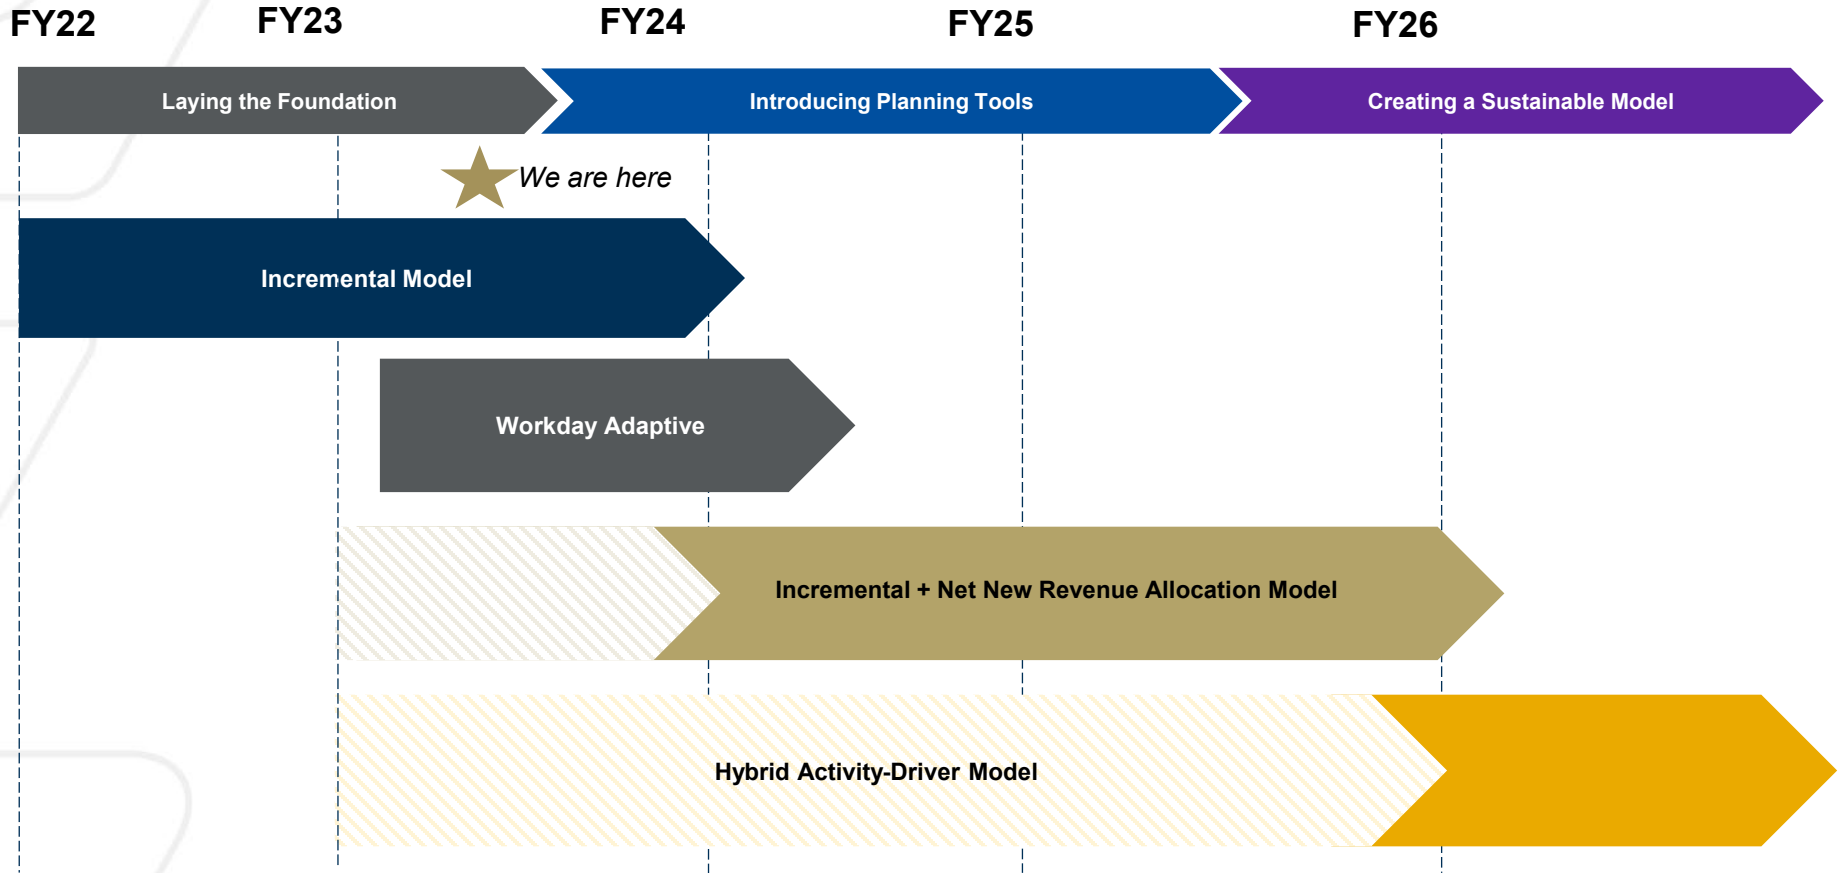 FY22
FY23
FY24
FY25
FY26
Laying the Foundation
Introducing Planning Tools
Creating a Sustainable Model
We are here
Incremental Model
Workday Adaptive
Incremental + Net New Revenue Allocation Model
Hybrid Activity-Driver Model